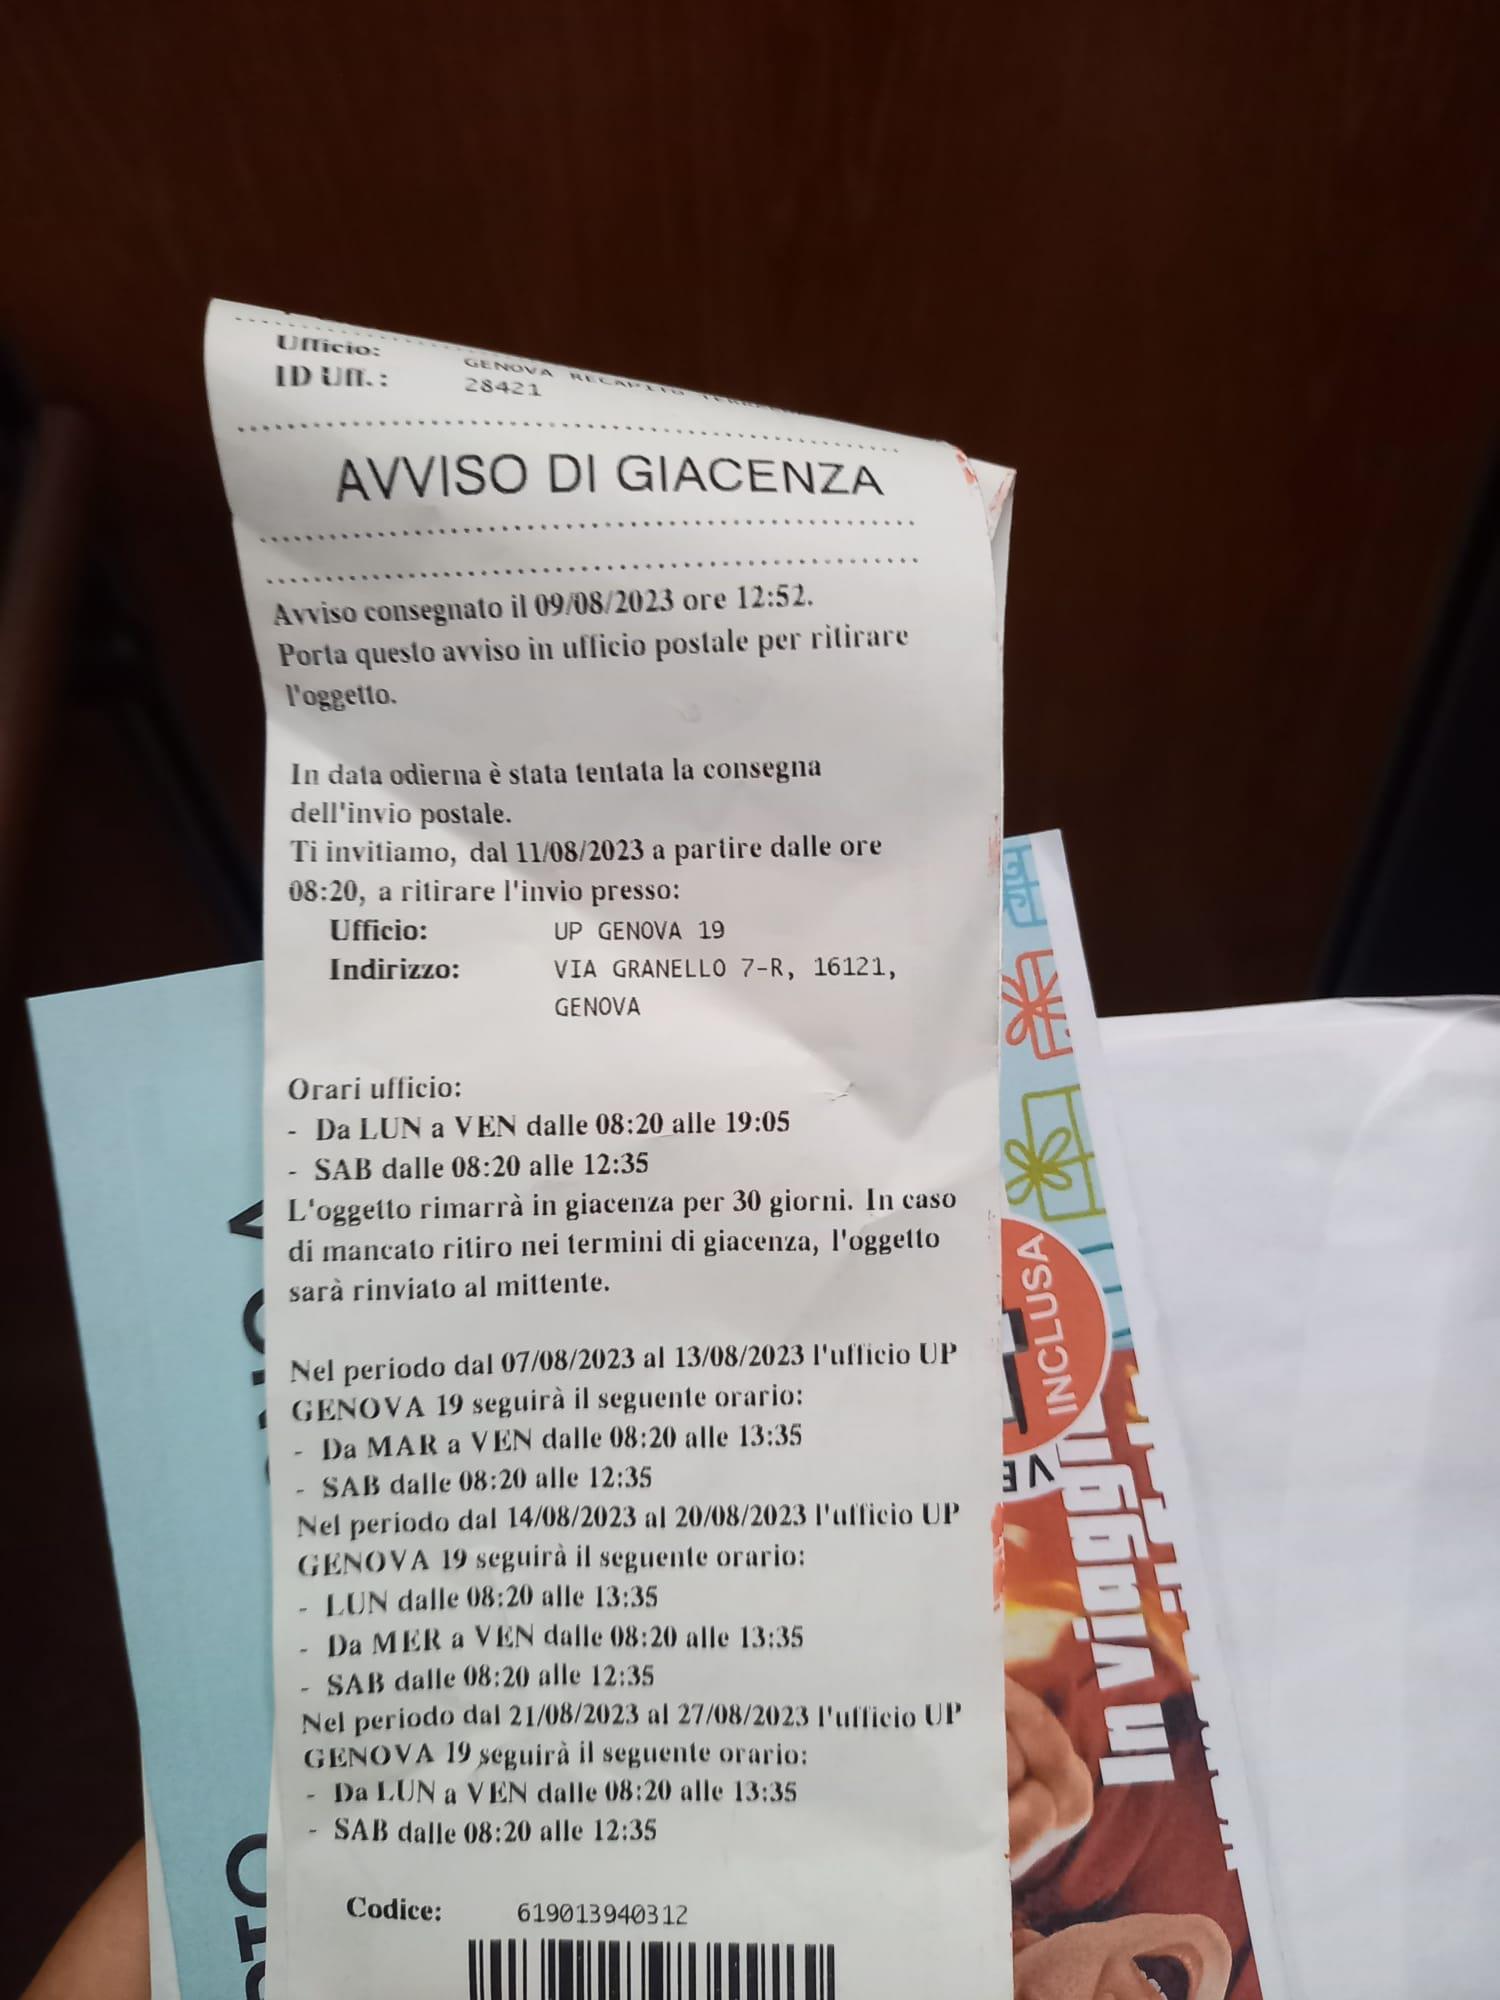 Ufficio: GENOVA RECAPITO
ID Uff.: 28421
AVVISO DI GIACENZA
Avviso consegnato il 09/08/2023 ore 12:52.
Porta questo avviso in ufficio postale per ritirare
l'oggetto.
In data odierna è stata tentata la consegna
dell'invio postale.
Ti invitiamo, dal 11/08/2023 a partire dalle ore
08:20, a ritirare l'invio presso:
Ufficio: UP GENOVA 19
Indirizzo: VIA GRANELLO 7-R, 16121,
GENOVA
Orari ufficio:
- Da LUN a VEN dalle 08:20 alle 19:05
- SAB dalle 08:20 alle 12:35
L'oggetto rimarrà in giacenza per 30 giorni. In caso
di mancato ritiro nei termini di giacenza, l'oggetto
sarà rinviato al mittente.
Nel periodo dal 07/08/2023 al 13/08/2023 l'ufficio UP
GENOVA 19 seguirà il seguente orario:
- Da MAR a VEN dalle 08:20 alle 13:35
- SAB dalle 08:20 alle 12:35
Nel periodo dal 14/08/2023 al 20/08/2023 l'ufficio UP
GENOVA 19 seguirà il seguente orario:
- LUN dalle 08:20 alle 13:35
- Da MER a VEN dalle 08:20 alle 13:35
- SAB dalle 08:20 alle 12:35
Nel periodo dal 21/08/2023 al 27/08/2023 l'ufficio UP
GENOVA 19 seguirà il seguente orario:
- Da LUN a VEN dalle 08:20 alle 13:35
- SAB dalle 08:20 alle 12:35
Codice: 619013940312
INCLUSA
In viaggi